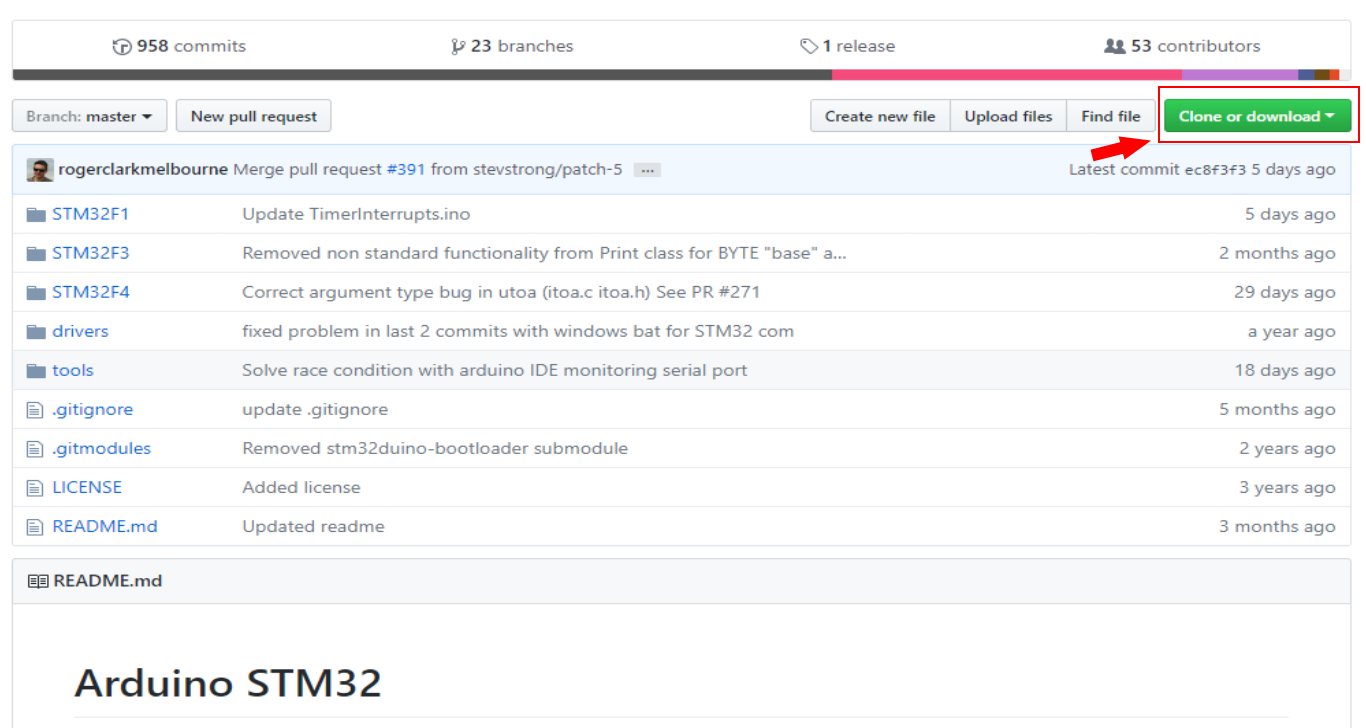 958 commits 23 branches 1 release 53 contributors
Branch: master New pull request Create new file Upload files Find file Clone or download
rogerclarkmelbourne Merge pull request #391 from stevstrong/patch-5 ... Latest commit ec8f3f3 5 days ago
STM32F1 Update TimerInterrupts.ino 5 days ago
STM32F3 Removed non standard functionality from Print class for BYTE "base" a... 2 months ago
STM32F4 Correct argument type bug in utoa (itoa.c itoa.h) See PR #271 29 days ago
drivers fixed problem in last 2 commits with windows bat for STM32 com a year ago
tools Solve race condition with arduino IDE monitoring serial port 18 days ago
.gitignore update .gitignore 5 months ago
.gitmodules Removed stm32duino-bootloader submodule 2 years ago
LICENSE Added license 3 years ago
README.md Updated readme 3 months ago
README.md
Arduino STM32